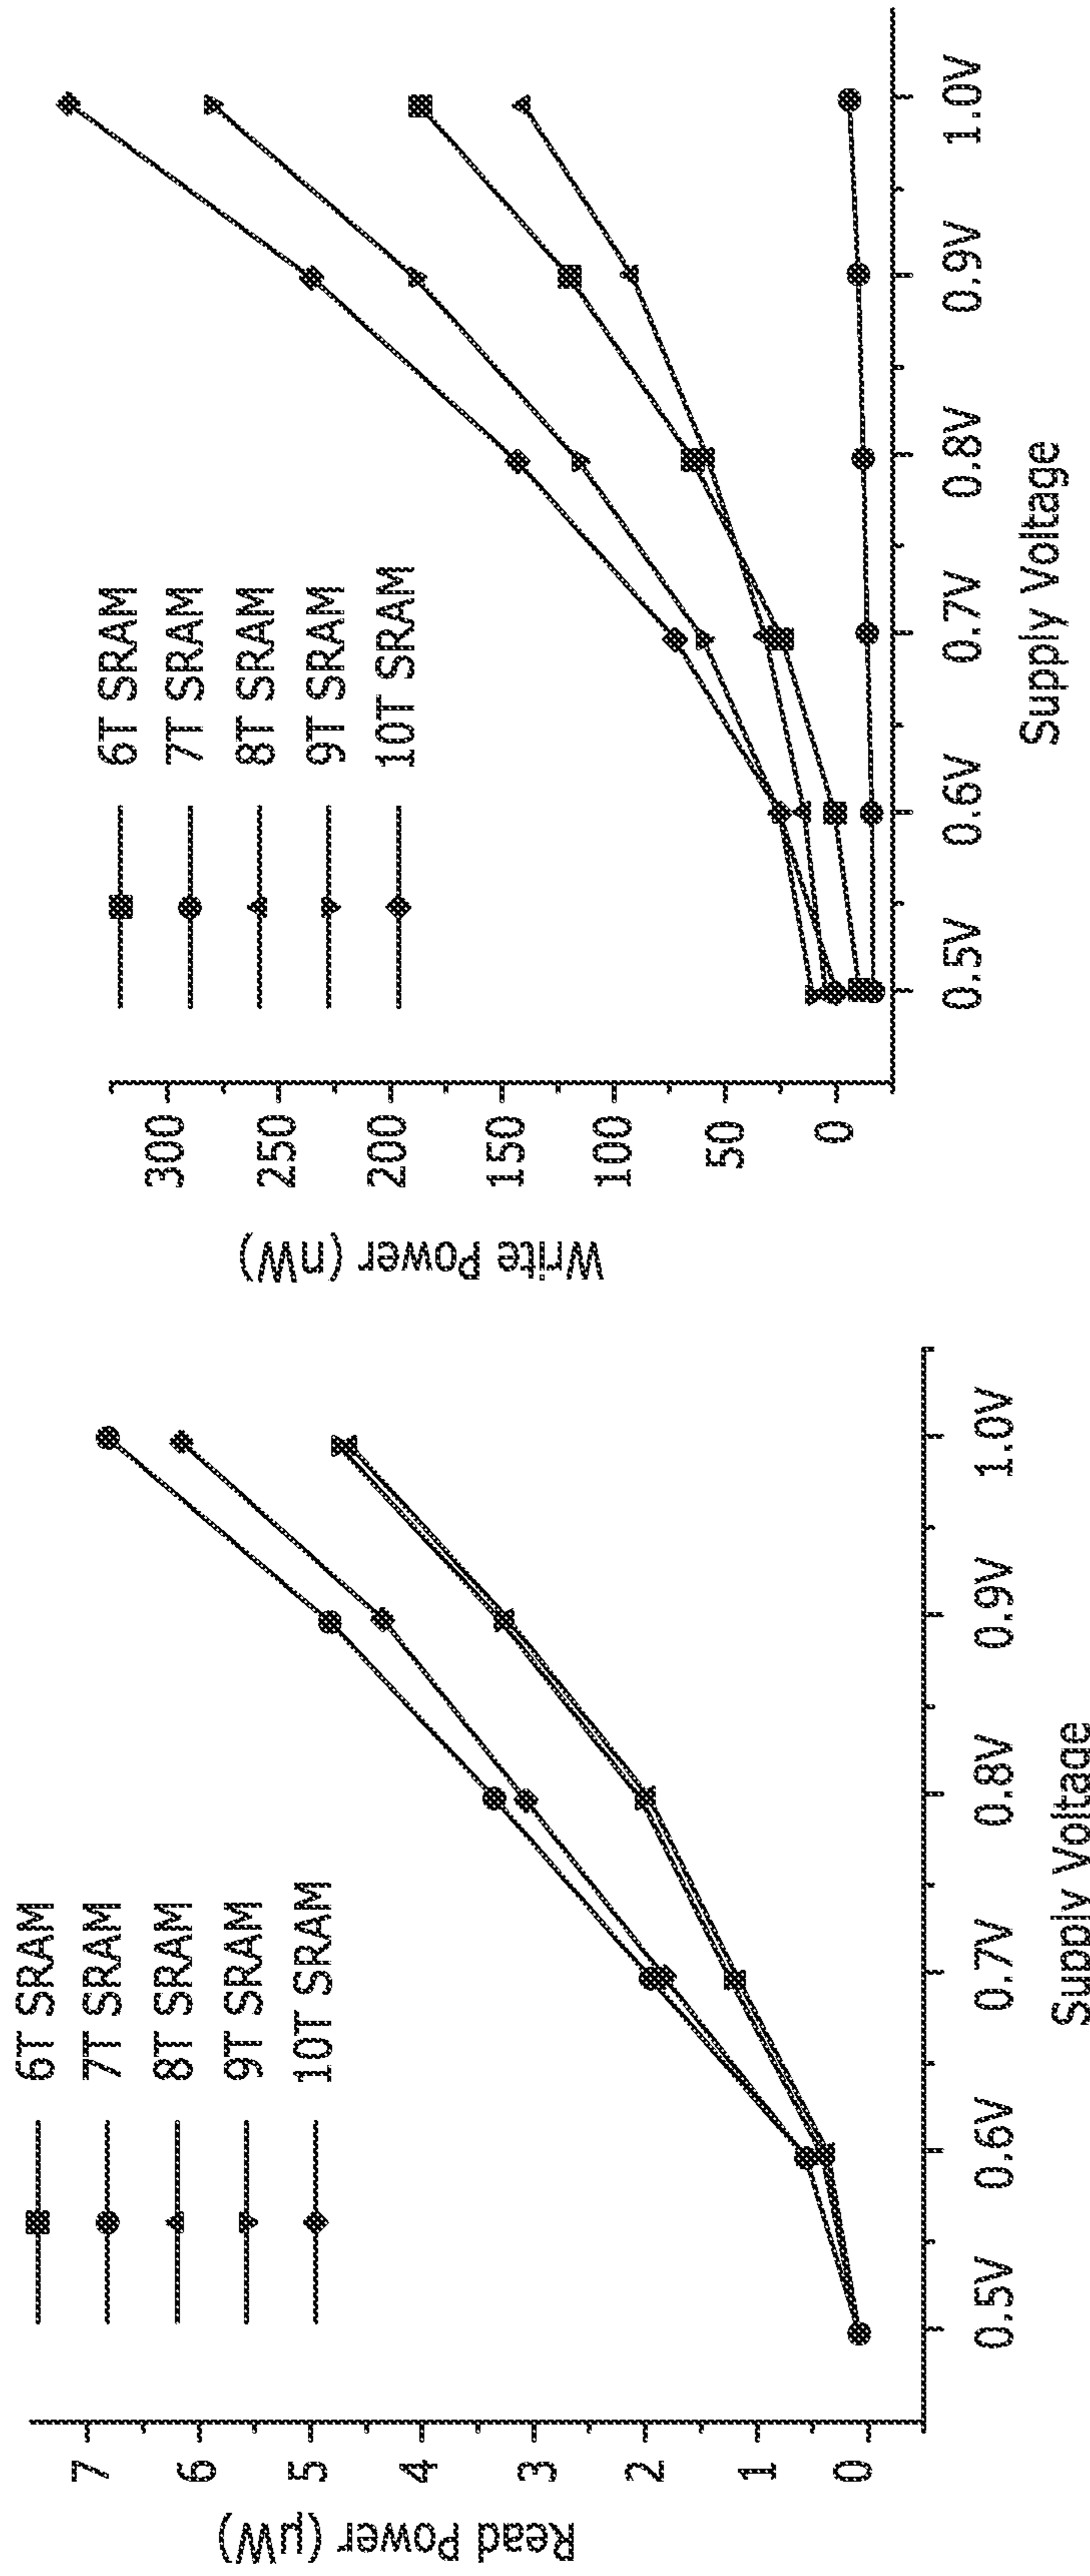 6T SRAM
7T SRAM
8T SRAM
9T SRAM
10T SRAM
7
6
5
4
3
2
1
0
Read Power (µW)
0.5V
0.6V
0.7V
0.8V
0.9V
1.0V
Supply Voltage
6T SRAM
7T SRAM
8T SRAM
9T SRAM
10T SRAM
300
250
200
150
100
50
0
Write Power (nW)
0.5V
0.6V
0.7V
0.8V
0.9V
1.0V
Supply Voltage